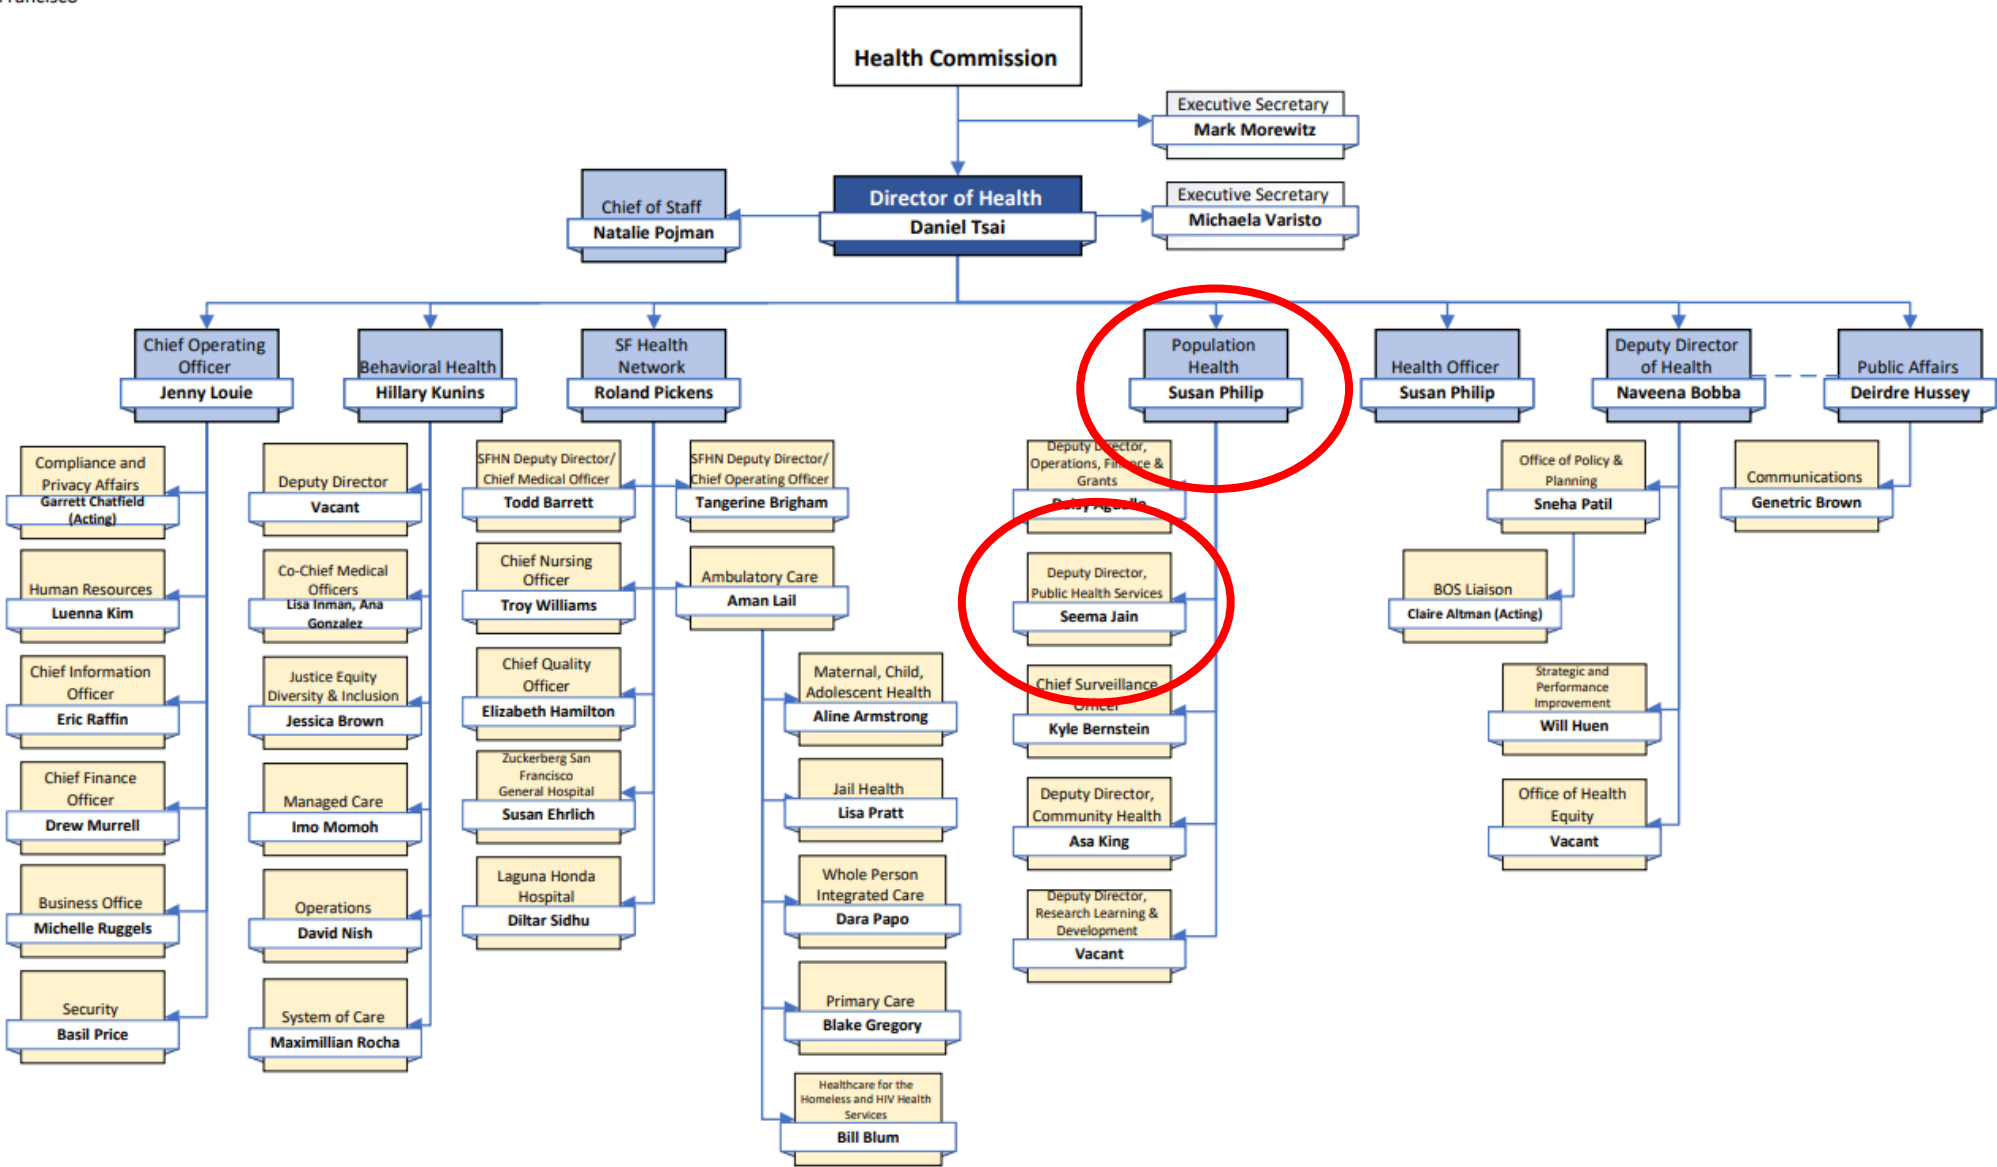 Francisco
Health Commission
Executive Secretary
Mark Morewitz
Director of Health
Daniel Tsai
Chief of Staff
Natalie Pojman
Executive Secretary
Michaela Varisto
Chief Operating
Officer
Jenny Louie
Behavioral Health
Hillary Kunins
SF Health
Network
Roland Pickens
Population
Health
Susan Philip
Health Officer
Susan Philip
Deputy Director
of Health
Naveena Bobba
Public Affairs
Deirdre Hussey
Compliance and
Privacy Affairs
Garrett Chatfield
(Acting)
Human Resources
Luenna Kim
Chief Information
Officer
Eric Raffin
Chief Finance
Officer
Drew Murrell
Business Office
Michelle Ruggels
Security
Basil Price
Deputy Director
Vacant
Co-Chief Medical
Officers
Lisa Inman, Ana
Gonzalez
Justice Equity
Diversity & Inclusion
Jessica Brown
Managed Care
Imo Momoh
Operations
David Nish
System of Care
Maximillian Rocha
SFHN Deputy Director/
Chief Medical Officer
Todd Barrett
Chief Nursing
Officer
Troy Williams
Chief Quality
Officer
Elizabeth Hamilton
Zuckerberg San
Francisco
General Hospital
Susan Ehrlich
Laguna Honda
Hospital
Diltar Sidhu
SFHN Deputy Director/
Chief Operating Officer
Tangerine Brigham
Ambulatory Care
Aman Lail
Maternal, Child,
Adolescent Health
Aline Armstrong
Jail Health
Lisa Pratt
Whole Person
Integrated Care
Dara Papo
Primary Care
Blake Gregory
Healthcare for the
Homeless and HIV Health
Services
Bill Blum
Deputy Director,
Operations, Finance &
Grants
Daisy
Deputy Director,
Public Health Services
Seema Jain
Chief Surveillance
Officer
Kyle Bernstein
Deputy Director,
Community Health
Asa King
Deputy Director,
Research Learning &
Development
Vacant
Office of Policy &
Planning
Sneha Patil
BOS Liaison
Claire Altman (Acting)
Strategic and
Performance
Improvement
Will Huen
Office of Health
Equity
Vacant
Communications
Genetric Brown